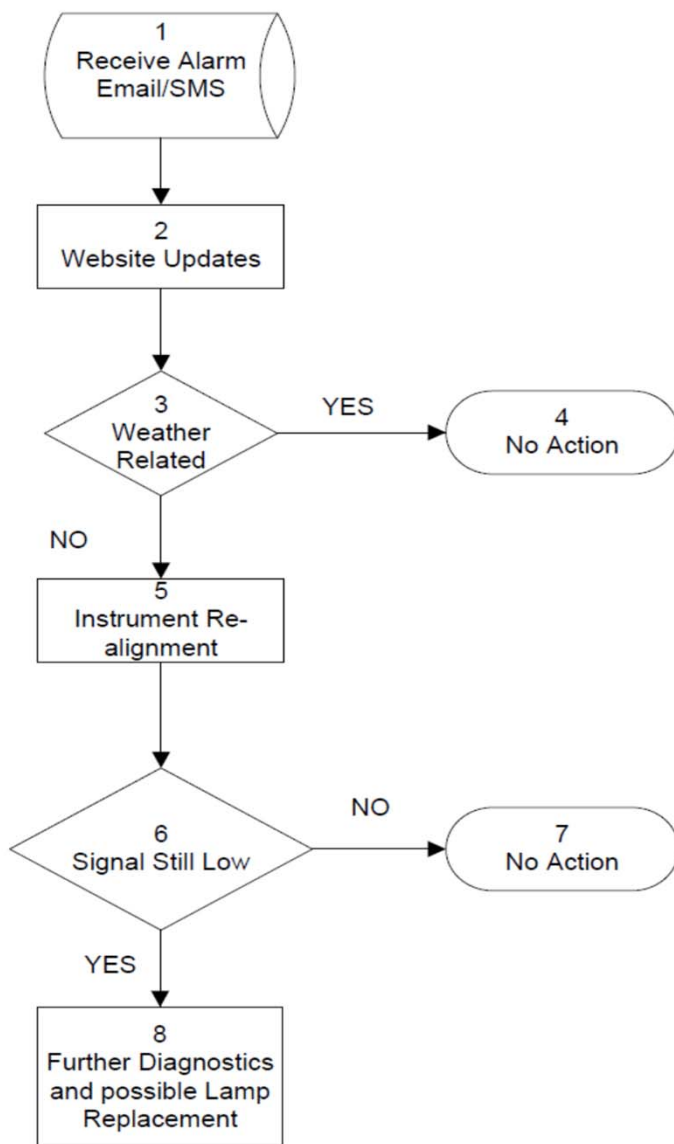 1
Receive Alarm
Email/SMS
2
Website Updates
3
Weather
Related
YES
4
No Action
NO
5
Instrument Re-
alignment
6
Signal Still Low
NO
7
No Action
YES
8
Further Diagnostics
and possible Lamp
Replacement